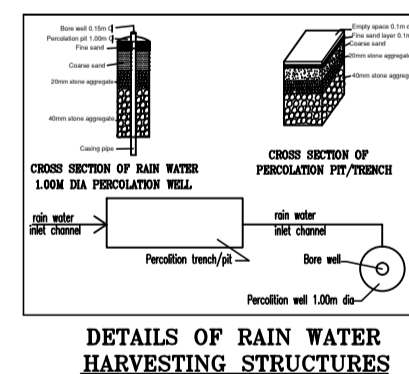 Bore well 0.15m
Percolation pit 1.00m
Fine sand
Coarse sand
20mm stone aggregate
40mm stone aggregate
Casing pipe
CROSS SECTION OF RAIN WATER
1.00M DIA PERCOLATION WELL
Empty space 0.1m
Fine sand layer 0.1m
Coarse sand
20mm stone aggregate
40mm stone
CROSS SECTION OF
PERCOLATION PIT/TRENCH
rain water
inlet channel
Percolition trench/pit
rain water
inlet channel
Bore well
Percolition well 1.00m dia
DETAILS OF RAIN WATER
HARVESTING STRUCTURES